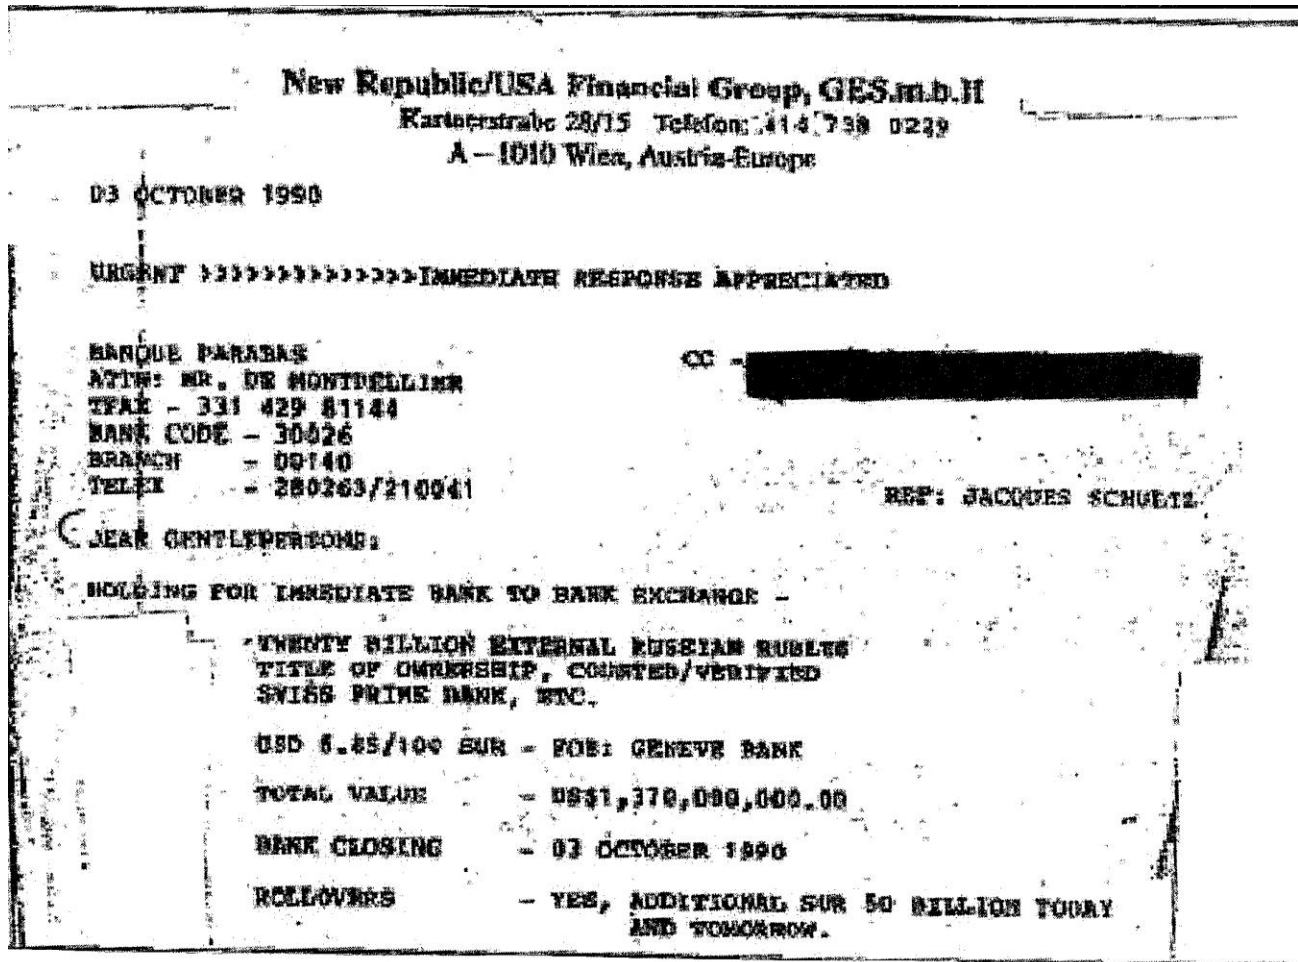 New Republic/USA Financial Group, GES.m.b.H
Kartnerstrabe 28/15 Telefon: 414 738 0229
A – 1010 Wien, Austria-Europe
03 OCTOBER 1990
URGENT >>>>>>>>>>>>>>>IMMEDIATE RESPONSE APPRECIATED
BANQUE PARABAS
CC -
ATTN: MR. DE MONTPELLIER
TFAX - 331 429 81144
BANK CODE - 30026
BRANCH - 00140
TELEX - 280263/210041
REF: JACQUES SCHULTZ
DEAR GENTLEPERSONS:
HOLDING FOR IMMEDIATE BANK TO BANK EXCHANGE -
TWENTY BILLION EXTERNAL RUSSIAN RUBLES
TITLE OF OWNERSHIP, COUNTED/VERIFIED
SWISS PRIME BANK, ETC.
USD 6.85/100 SUR - FOB: GENEVE BANK
TOTAL VALUE - US$1,370,000,000.00
BANK CLOSING - 03 OCTOBER 1990
ROLLOVERS - YES, ADDITIONAL SUR 50 BILLION TODAY
AND TOMORROW.